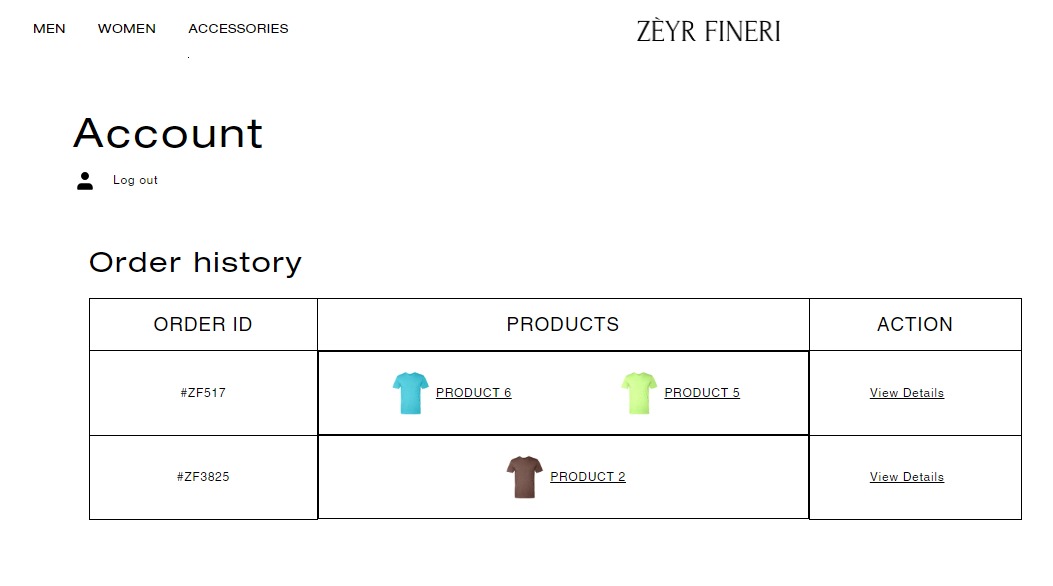 MEN WOMEN ACCESSORIES ZÈYR FINERI
Account
Log out
Order history
ORDER ID PRODUCTS ACTION
#ZF517 PRODUCT 6 PRODUCT 5 View Details
#ZF3825 PRODUCT 2 View Details